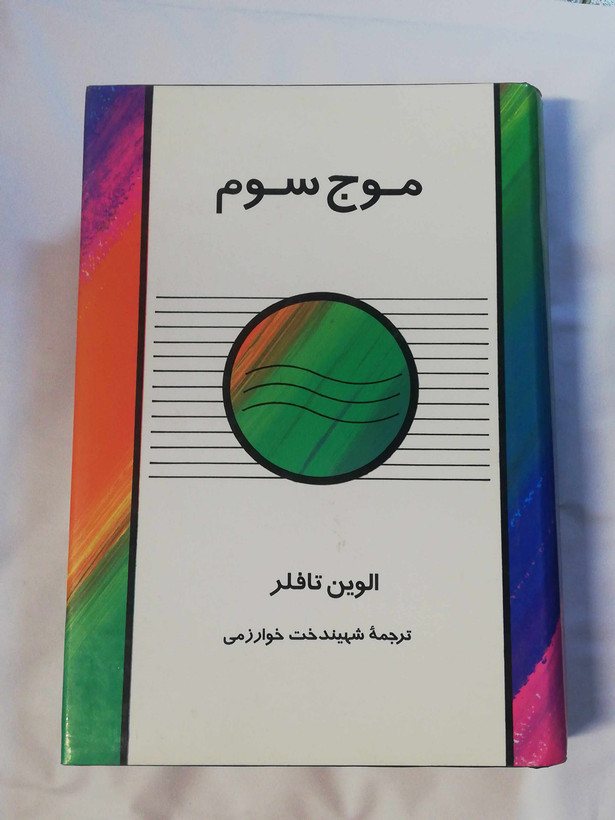 موج سوم
الوین تافلر
ترجمهٔ شهیندخت خوارزمی